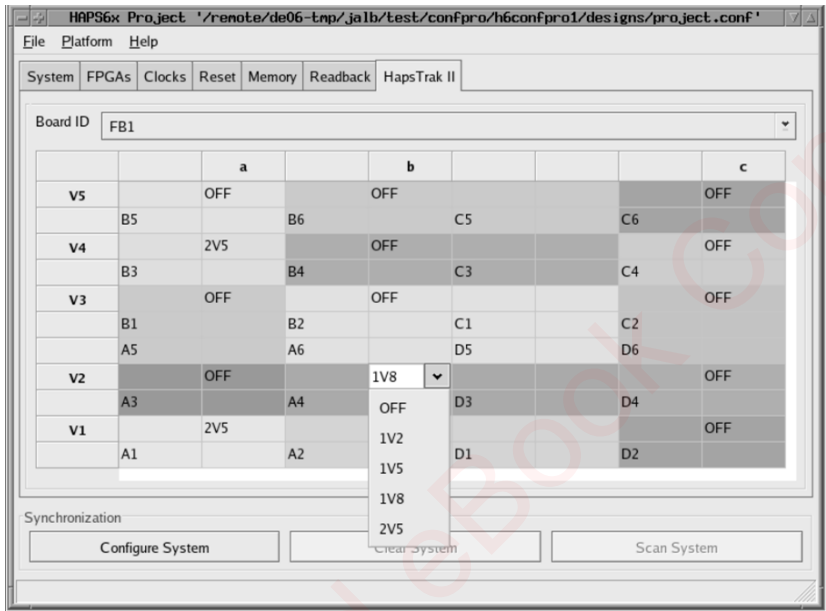 HAPS6x Project '/remote/de06-tmp/jalb/test/confpro/h6confpro1/designs/project.conf'
File Platform Help
System FPGAs Clocks Reset Memory Readback HapsTrak II
Board ID FB1
a b c
V5 OFF OFF OFF
B5 B6 C5 C6
V4 2V5 OFF OFF
B3 B4 C3 C4
V3 OFF OFF OFF
B1 B2 C1 C2
A5 A6 D5 D6
V2 OFF 1V8 OFF
A3 A4 D3 D4
OFF
V1 2V5 OFF
1V2
A1 A2 D1 D2
1V5
1V8
2V5
Synchronization
Configure System Clear System Scan System
LeBook Con